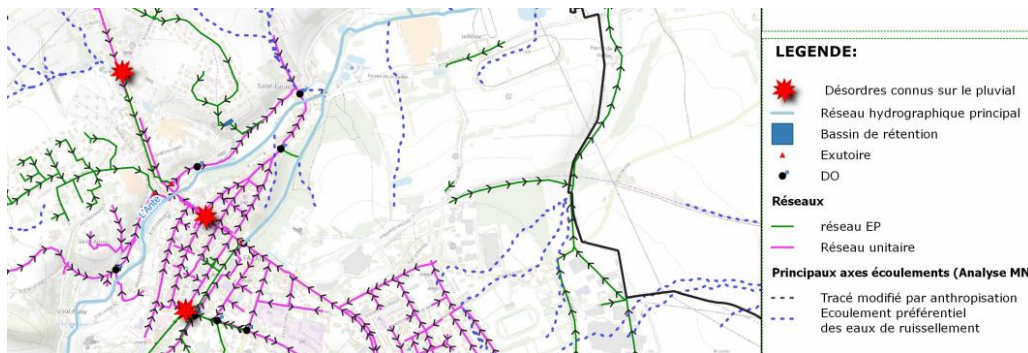 L'Ante
LEGENDE:
Désordres connus sur le pluvial
Réseau hydrographique principal
Bassin de rétention
Exutoire
DO
Réseaux
réseau EP
Réseau unitaire
Principaux axes écoulements (Analyse MN
Tracé modifié par anthropisation
Ecoulement préférentiel
des eaux de ruissellement